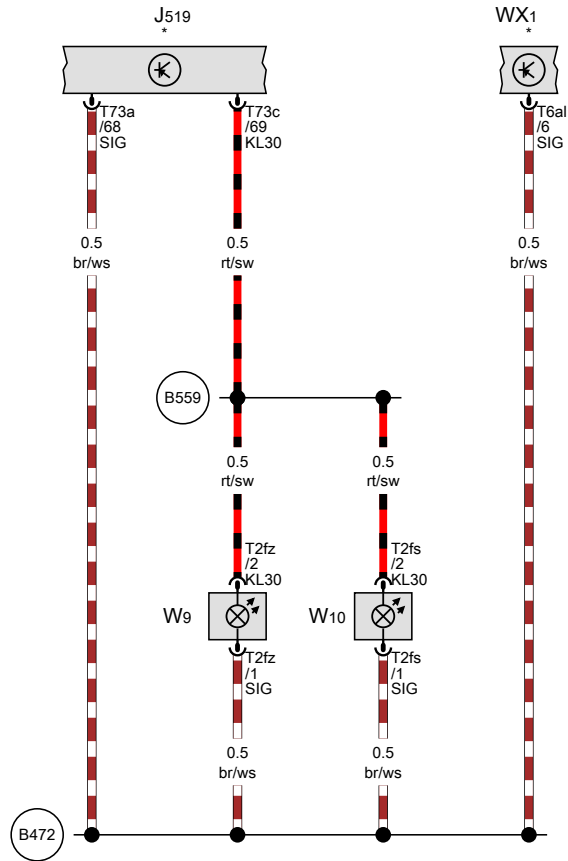 J519
*
WX1
*
T73a
/68
SIG
T73c
/69
KL30
T6al
/6
SIG
0.5
br/ws
0.5
rt/sw
0.5
br/ws
B559
0.5
rt/sw
0.5
rt/sw
T2fz
/2
KL30
T2fs
/2
KL30
W9
W10
T2fz
/1
SIG
T2fs
/1
SIG
0.5
br/ws
0.5
br/ws
B472